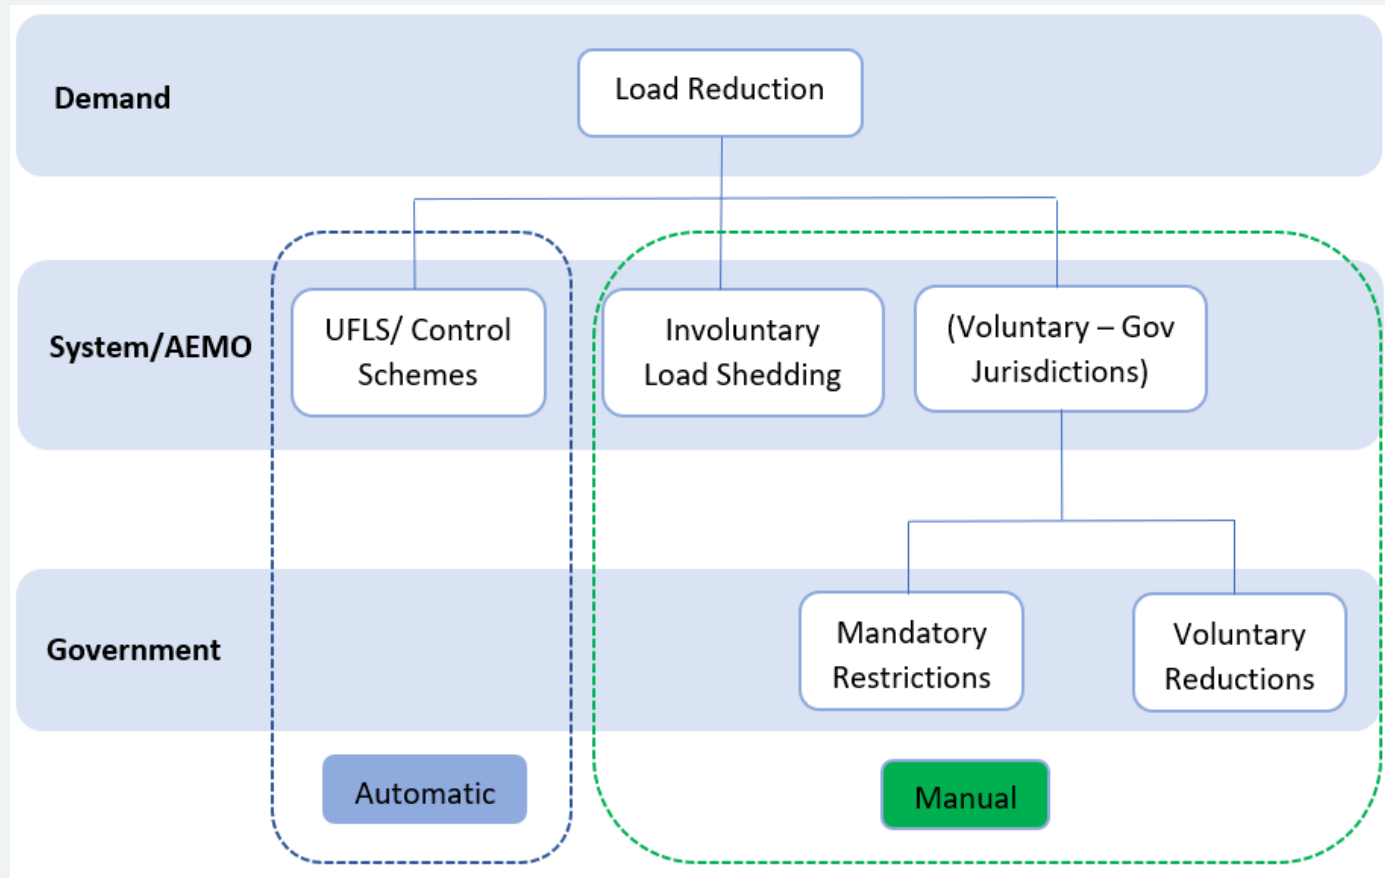 Demand
Load Reduction
System/AEMO
UFLS/ Control
Schemes
Involuntary
Load Shedding
(Voluntary – Gov
Jurisdictions)
Government
Mandatory
Restrictions
Voluntary
Reductions
Automatic
Manual